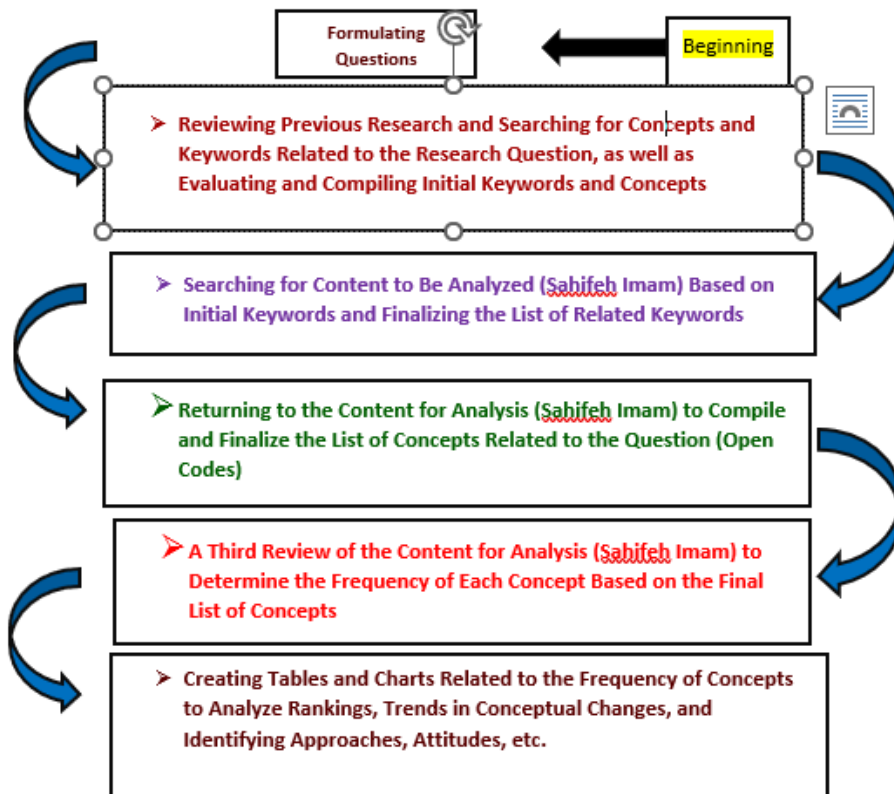 Formulating
Questions
Beginning
➤ Reviewing Previous Research and Searching for Concepts and
Keywords Related to the Research Question, as well as
Evaluating and Compiling Initial Keywords and Concepts
➤ Searching for Content to Be Analyzed (Sahifeh Imam) Based on
Initial Keywords and Finalizing the List of Related Keywords
➤ Returning to the Content for Analysis (Sahifeh Imam) to Compile
and Finalize the List of Concepts Related to the Question (Open
Codes)
➤ A Third Review of the Content for Analysis (Sahifeh Imam) to
Determine the Frequency of Each Concept Based on the Final
List of Concepts
➤ Creating Tables and Charts Related to the Frequency of Concepts
to Analyze Rankings, Trends in Conceptual Changes, and
Identifying Approaches, Attitudes, etc.